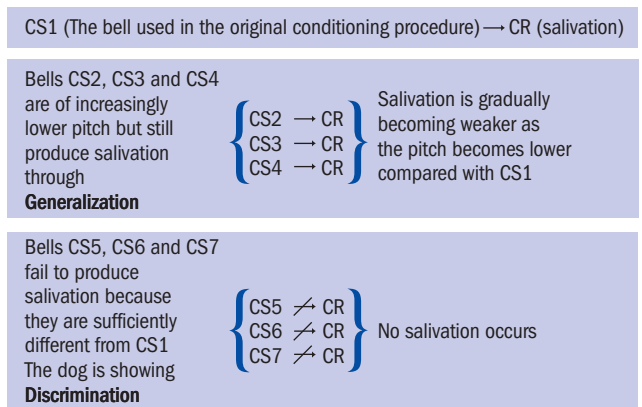 CS1 (The bell used in the original conditioning procedure) → CR (salivation)
Bells CS2, CS3 and CS4
are of increasingly
lower pitch but still
produce salivation
through
Generalization
CS2 → CR
CS3 → CR
CS4 → CR
Salivation is gradually
becoming weaker as
the pitch becomes lower
compared with CS1
Bells CS5, CS6 and CS7
fail to produce
salivation because
they are sufficiently
different from CS1
The dog is showing
Discrimination
CS5 ↛ CR
CS6 ↛ CR
CS7 ↛ CR
No salivation occurs